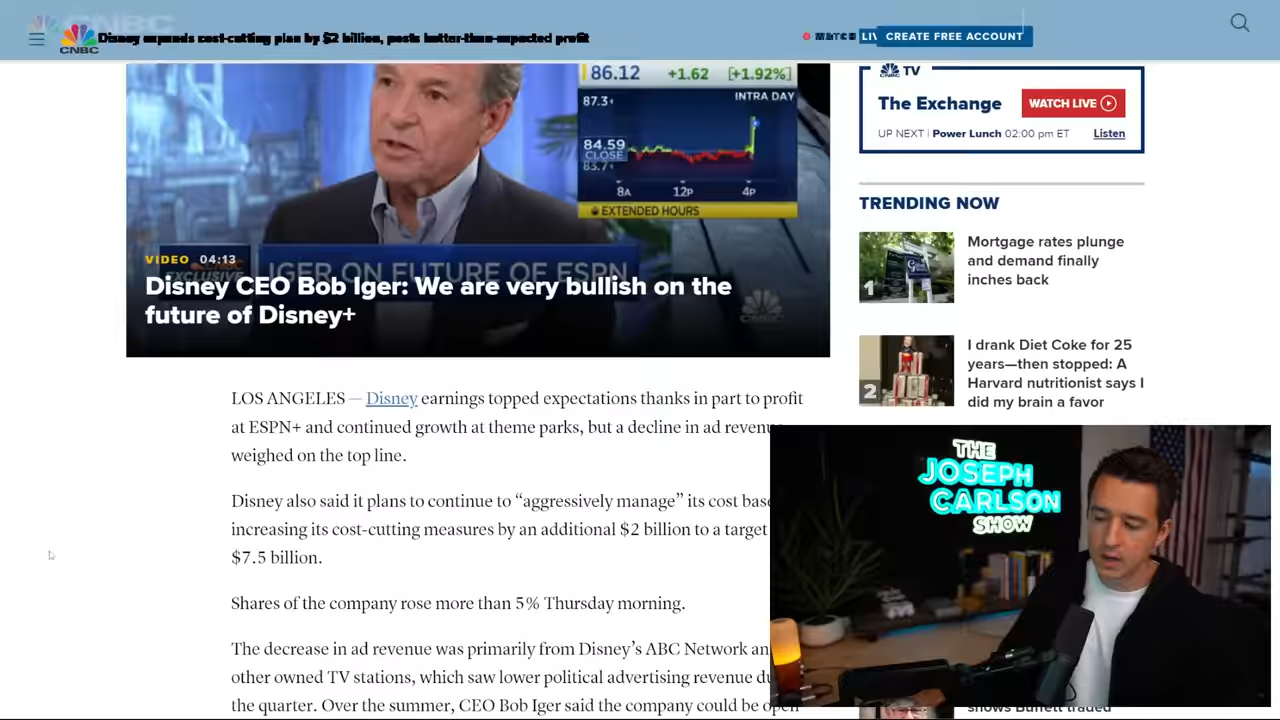 CNBC
CNBC
Disney expands cost-cutting plan by $2 billion, posts better-than-expected profit
WATCH LIV
CREATE FREE ACCOUNT
86.12 +1.62 [+1.92%]
INTRA DAY
87.3
84.59
CLOSE
83.7
8A 12P 4P
EXTENDED HOURS
EXCLUSIVE
IGER ON FUTURE OF ESPN
VIDEO 04:13
Disney CEO Bob Iger: We are very bullish on the
future of Disney+
LOS ANGELES — Disney earnings topped expectations thanks in part to profit
at ESPN+ and continued growth at theme parks, but a decline in ad revenue
weighed on the top line.
Disney also said it plans to continue to “aggressively manage” its cost base
increasing its cost-cutting measures by an additional $2 billion to a target
$7.5 billion.
Shares of the company rose more than 5% Thursday morning.
The decrease in ad revenue was primarily from Disney’s ABC Network an
other owned TV stations, which saw lower political advertising revenue du
the quarter. Over the summer, CEO Bob Iger said the company could be open
CNBC TV
The Exchange
WATCH LIVE
UP NEXT | Power Lunch 02:00 pm ET
Listen
TRENDING NOW
1
Mortgage rates plunge
and demand finally
inches back
2
I drank Diet Coke for 25
years—then stopped: A
Harvard nutritionist says I
did my brain a favor
THE
JOSEPH
CARLSON
SHOW
shows Buffett traded